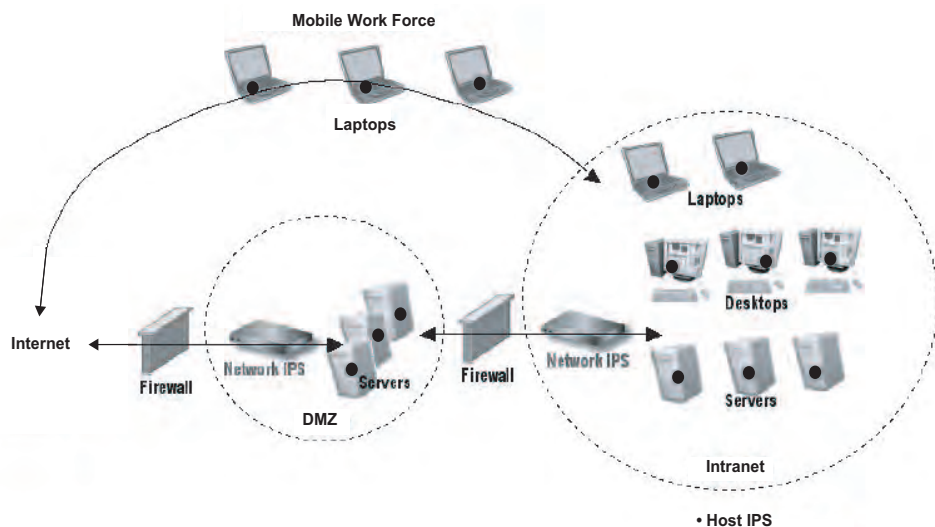 Mobile Work Force
Laptops
Laptops
Desktops
Internet
Firewall
Network IPS
Servers
DMZ
Firewall
Network IPS
Servers
Intranet
• Host IPS